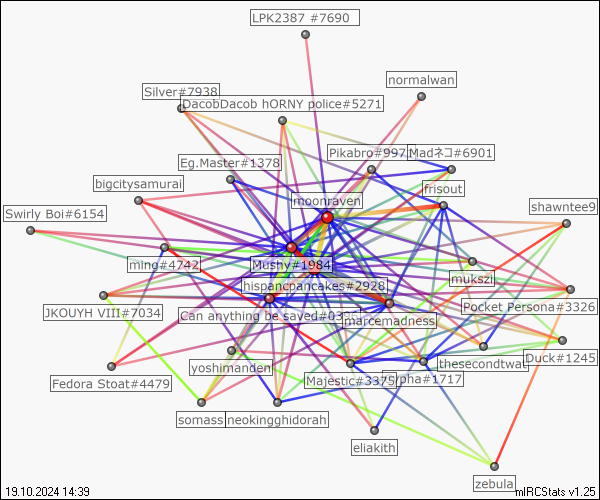 LPK2387 #7690
normalwan
Silver#7938
DacobDacob hORNY police#5271
Pikabro#997
Madネコ#6901
Eg.Master#1378
bigcitysamurai
frisout
moonraven
shawntee9
Swirly Boi#6154
Mushy#1984
ming#4742
mukszi
hispancpancakes#2928
Pocket Persona#3326
JKOUYH VIII#7034
Can anything be saved#03
marcemadness
Duck#1245
thesecondtwat
yoshimanden
Fedora Stoat#4479
Majestic#3375
rpha#1717
somass
neokingghidorah
eliakith
zebula
19.10.2024 14:39
mIRCStats v1.25